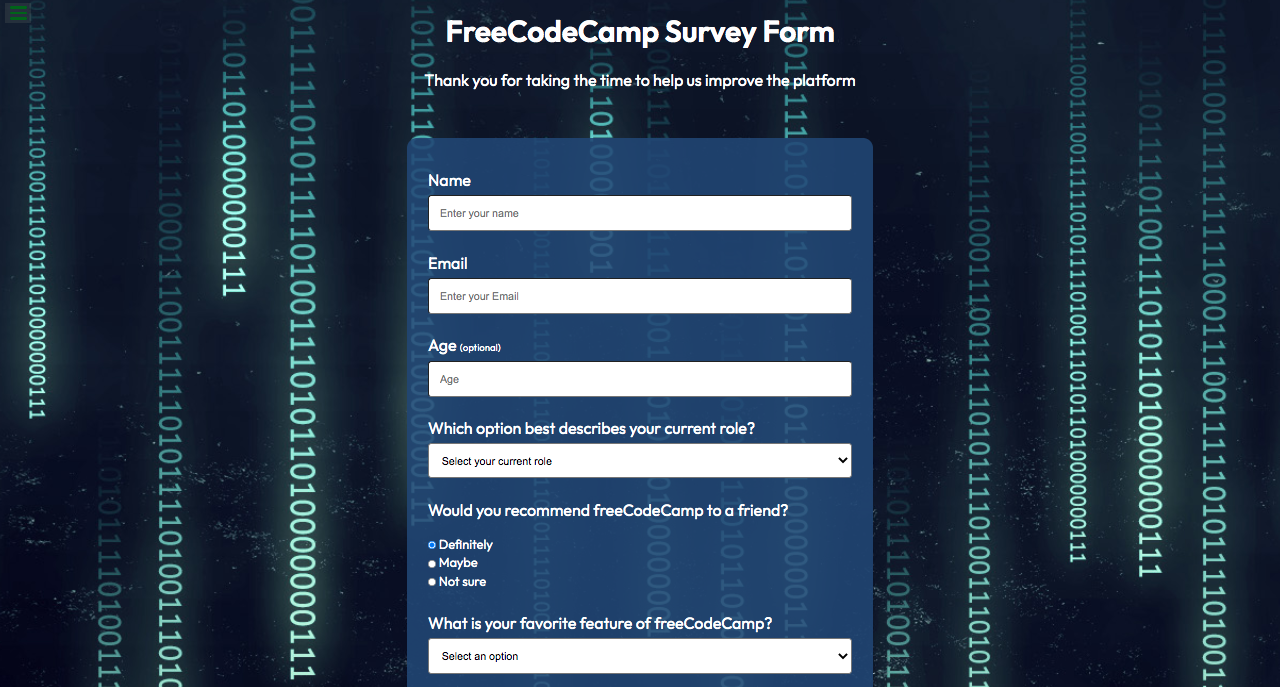 FreeCodeCamp Survey Form
Thank you for taking the time to help us improve the platform
Name
Enter your name
Email
Enter your Email
Age (optional)
Age
Which option best describes your current role?
Select your current role
Would you recommend freeCodeCamp to a friend?
Definitely
Maybe
Not sure
What is your favorite feature of freeCodeCamp?
Select an option